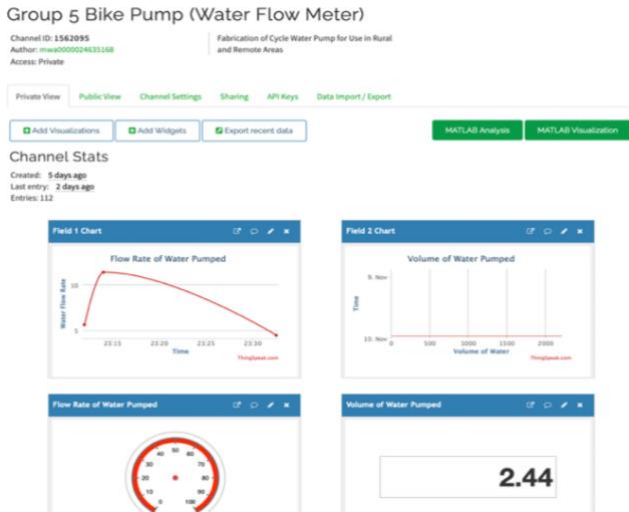 Group 5 Bike Pump (Water Flow Meter)
Channel ID: 1562095
Author: mwa0000024635168
Access: Private
Fabrication of Cycle Water Pump for Use in Rural
and Remote Areas
Private View Public View Channel Settings Sharing API Keys Data Import / Export
Add Visualizations Add Widgets Export recent data MATLAB Analysis MATLAB Visualization
Channel Stats
Created: 5 days ago
Last entry: 2 days ago
Entries: 112
Field 1 Chart
Flow Rate of Water Pumped
Water Flow Rate
10
5
23:15 23:20 23:25 23:30
Time
ThingSpeak.com
Field 2 Chart
Volume of Water Pumped
Time
9. Nov
10. Nov
0 500 1000 1500 2000
Volume of Water
ThingSpeak.com
Flow Rate of Water Pumped
50
40 60
30 70
20 80
10 90
0 100
Volume of Water Pumped
2.44